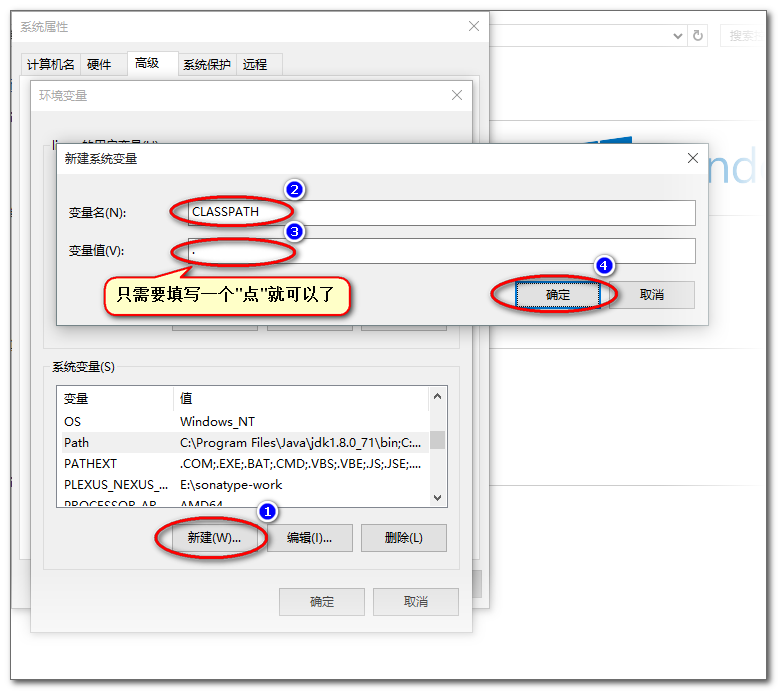 系统属性
搜索
计算机名 硬件 高级 系统保护 远程
环境变量
新建系统变量
2
变量名(N): CLASSPATH
3
变量值(V): .
4
只需要填写一个"点"就可以了
确定 取消
系统变量(S)
变量 值
OS Windows_NT
Path C:\Program Files\Java\jdk1.8.0_71\bin;C:...
PATHEXT .COM;.EXE;.BAT;.CMD;.VBS;.VBE;.JS;.JSE;....
PLEXUS_NEXUS_... E:\sonatype-work
PROCESSOR_AR... AMD64
1
新建(W)... 编辑(I)... 删除(L)
确定 取消